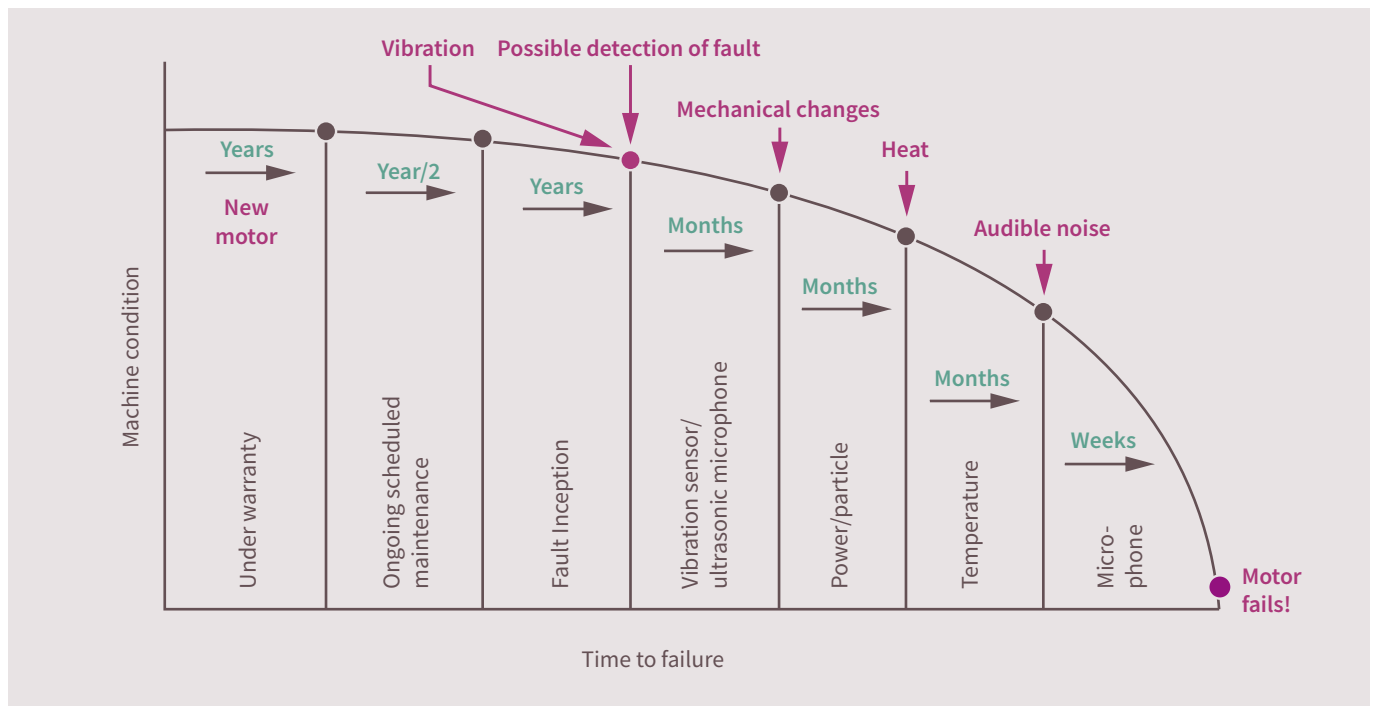 Vibration
Possible detection of fault
Mechanical changes
Heat
Audible noise
Years
New
motor
Year/2
Years
Months
Months
Months
Weeks
Machine condition
Under warranty
Ongoing scheduled
maintenance
Fault Inception
Vibration sensor/
ultrasonic microphone
Power/particle
Temperature
Micro-
phone
Motor
fails!
Time to failure